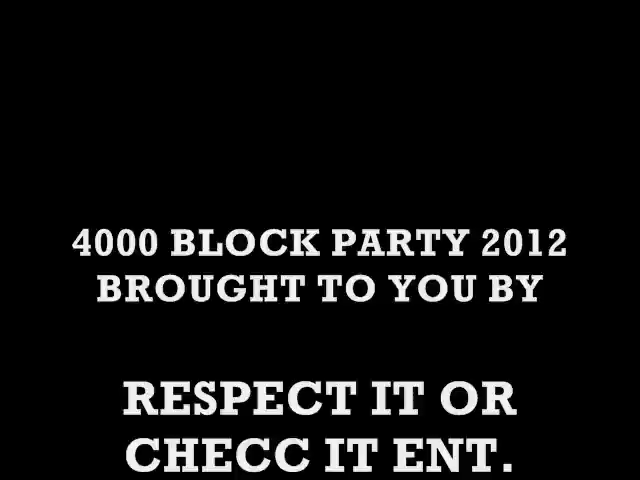 4000 BLOCK PARTY 2012
BROUGHT TO YOU BY
RESPECT IT OR
CHECC IT ENT.